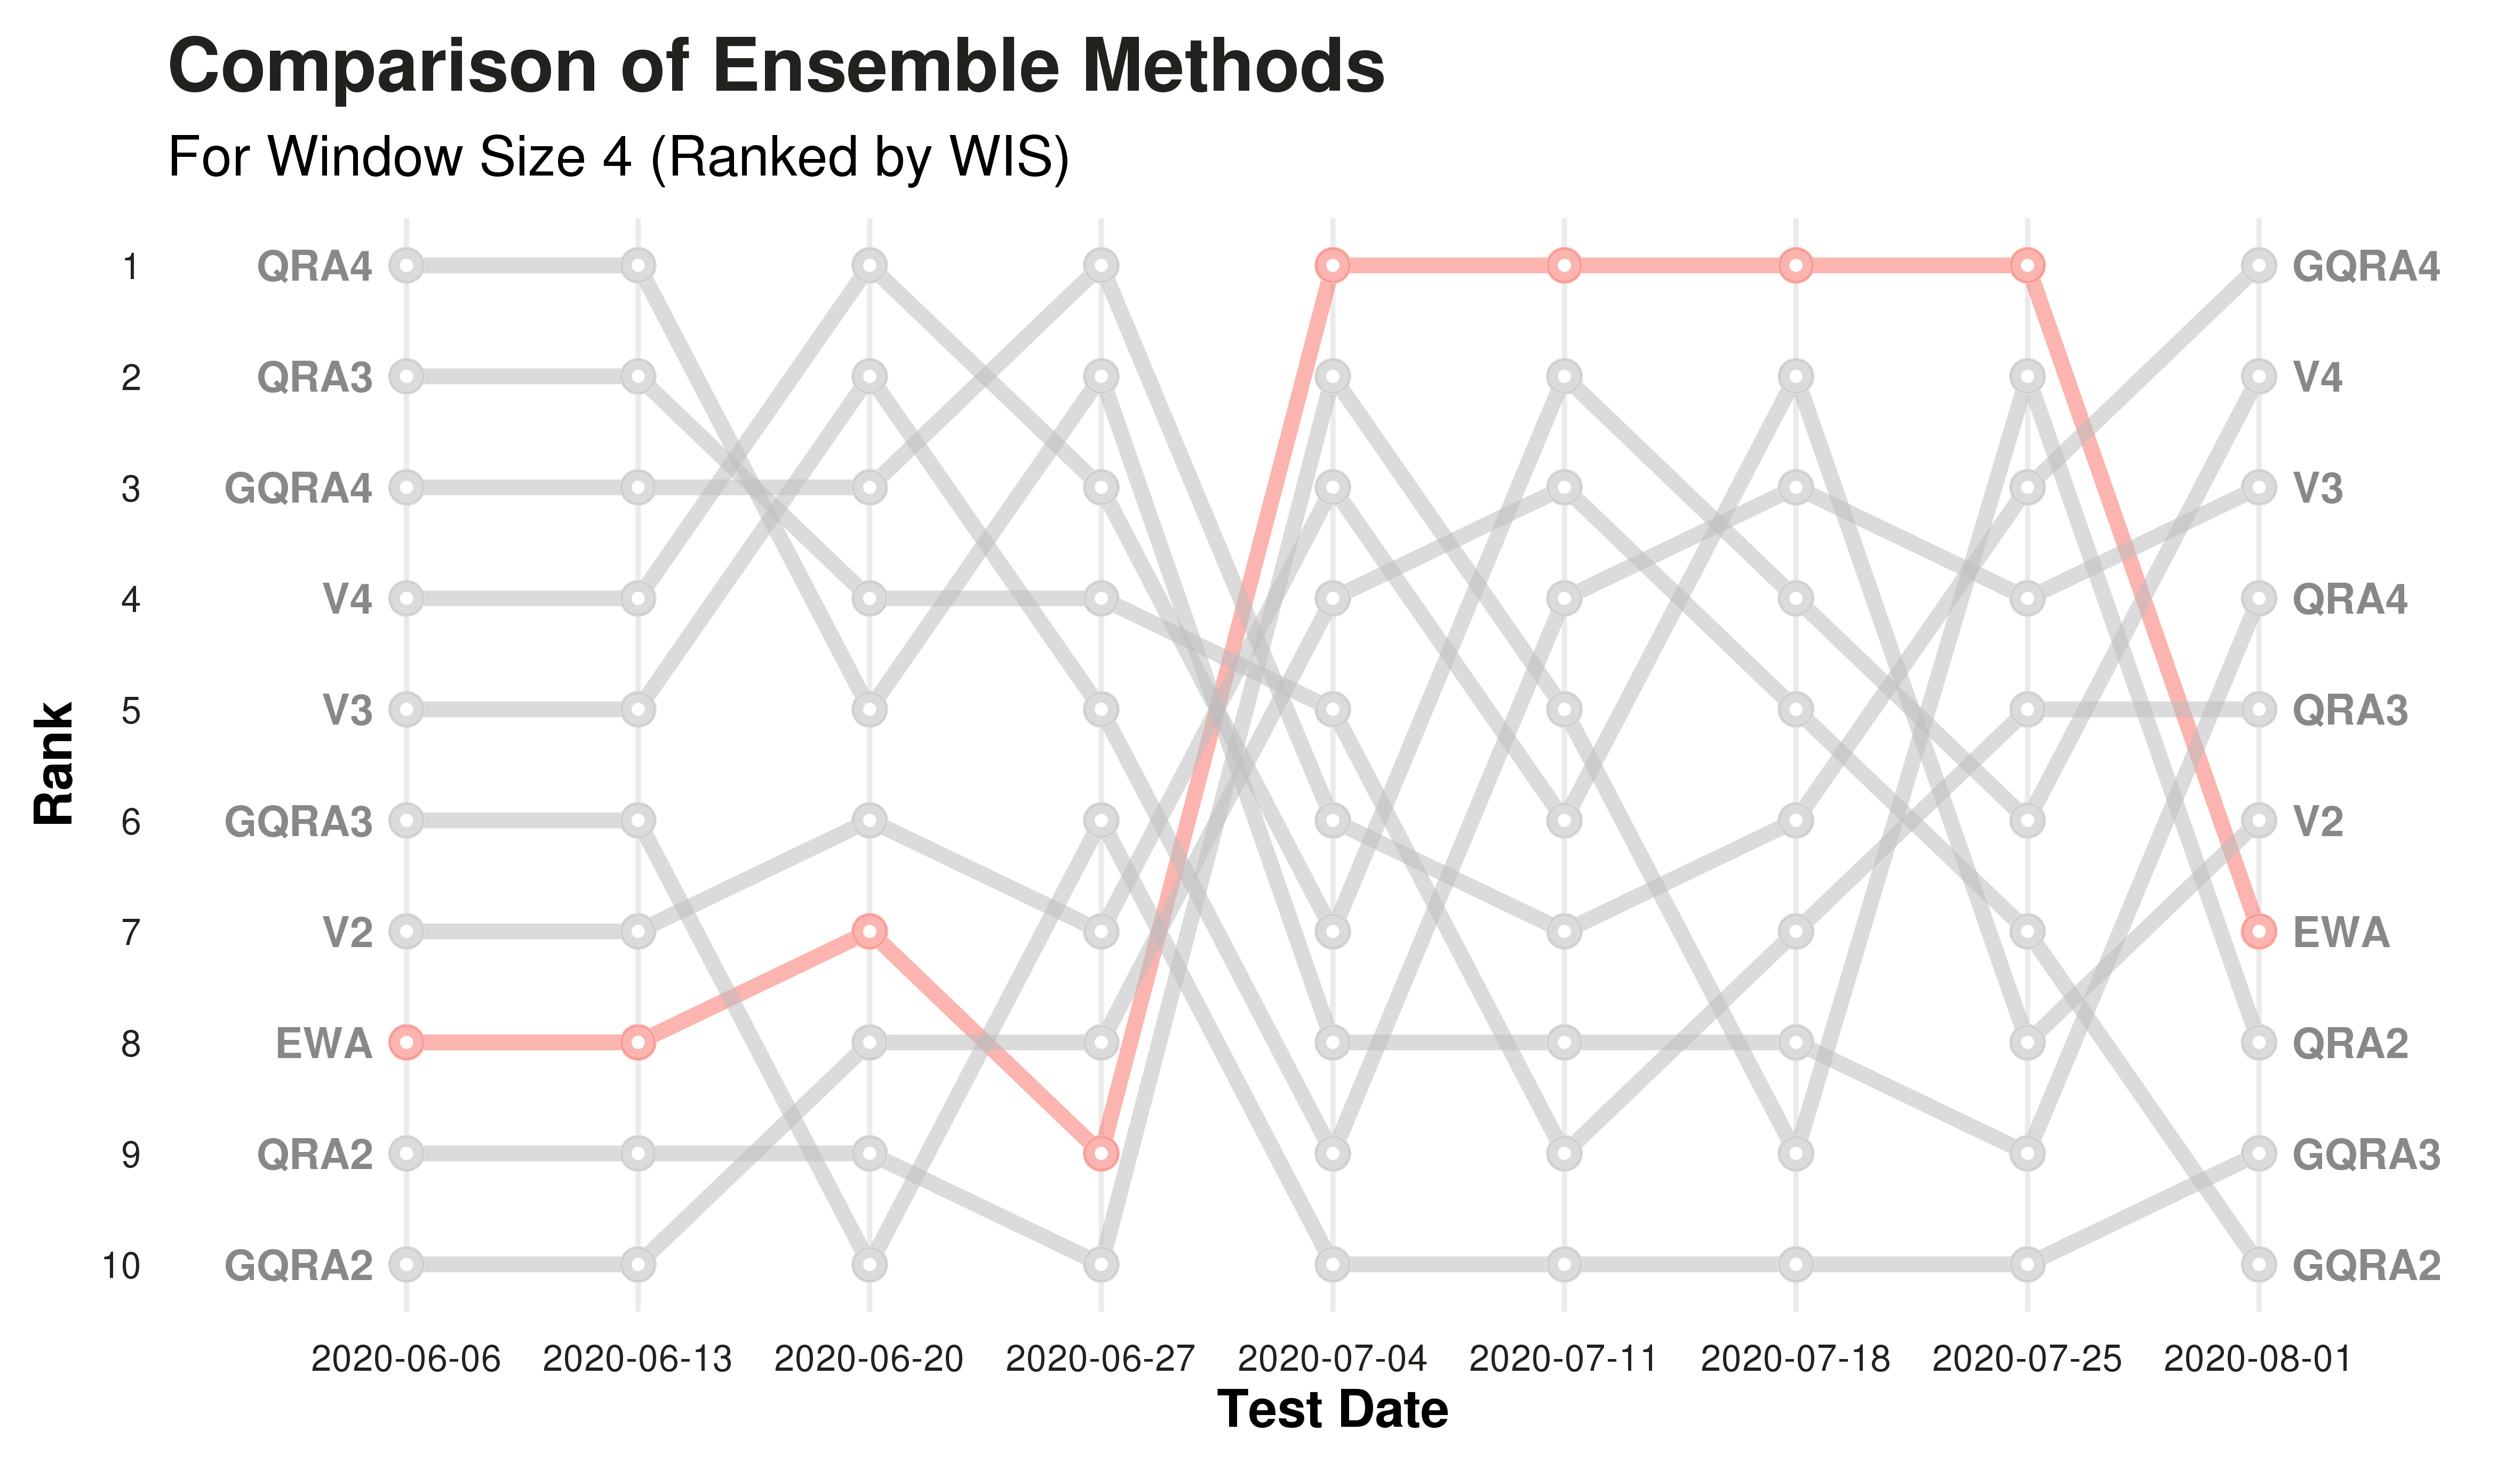 Comparison of Ensemble Methods
For Window Size 4 (Ranked by WIS)
Rank
1 QRA4 GQRA4
2 QRA3 V4
3 GQRA4 V3
4 V4 QRA4
5 V3 QRA3
6 GQRA3 V2
7 V2 EWA
8 EWA QRA2
9 QRA2 GQRA3
10 GQRA2 GQRA2
2020-06-06 2020-06-13 2020-06-20 2020-06-27 2020-07-04 2020-07-11 2020-07-18 2020-07-25 2020-08-01
Test Date